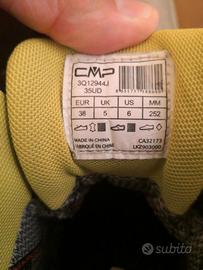 CMP
3Q12944J
35UD
EUR UK US MM
38 5 6 252
MADE IN CHINA
FABRIQUÉ EN CHINE
CA32173
LKZ903000
subito